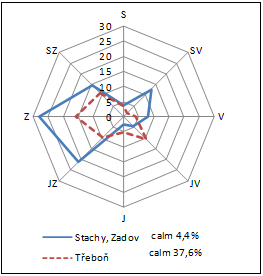 S
30
25
SZ
SV
20
15
10
5
0
Z
V
JZ
JV
J
Stachy, Zadov
calm 4,4%
Třeboň
calm 37,6%